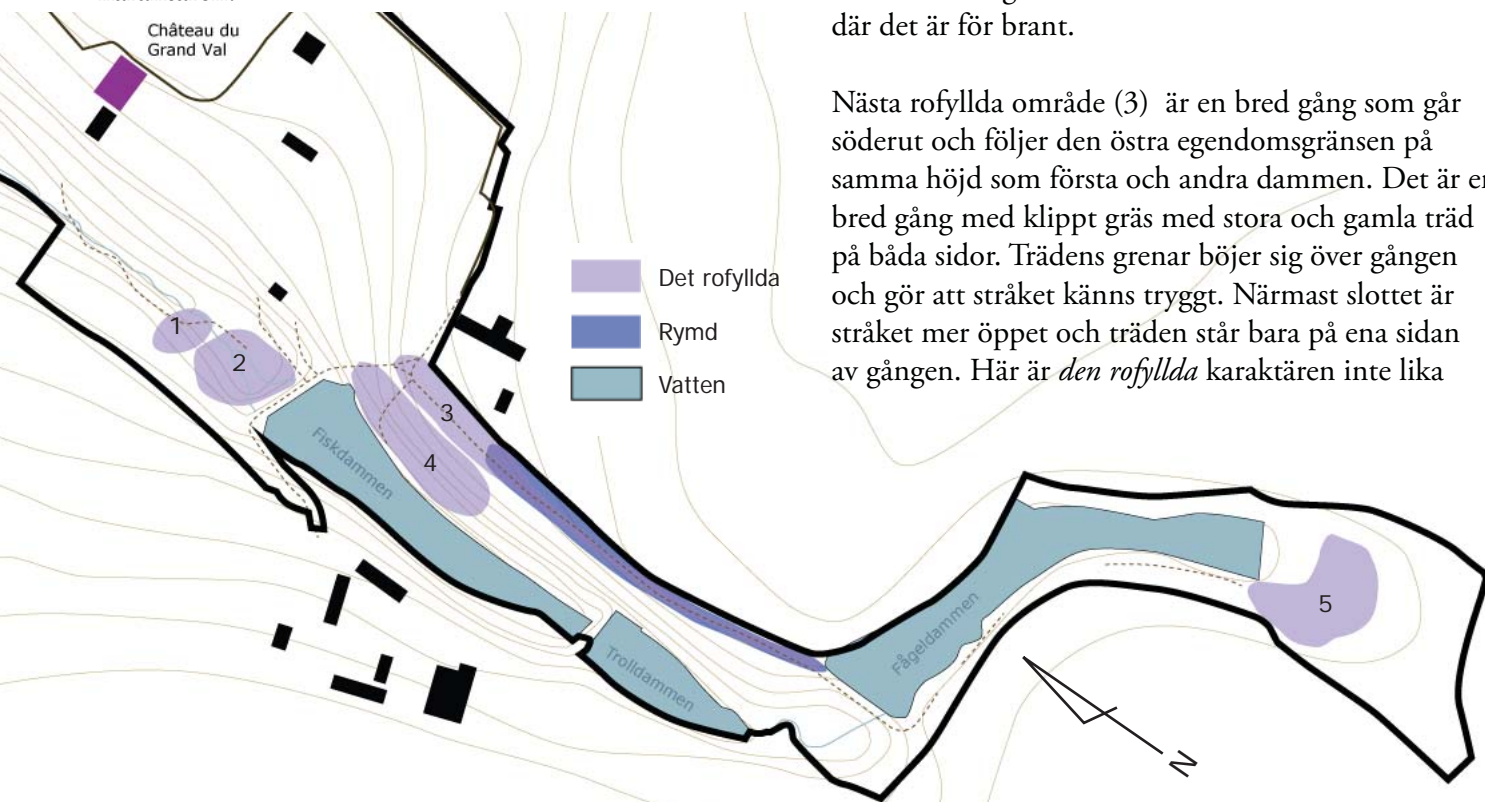 Château du
Grand Val
där det är för brant.
Nästa rofyllda område (3) är en bred gång som går
söderut och följer den östra egendomsgränsen på
samma höjd som första och andra dammen. Det är en
bred gång med klippt gräs med stora och gamla träd
på båda sidor. Trädens grenar böjer sig över gången
och gör att stråket känns tryggt. Närmast slottet är
stråket mer öppet och träden står bara på ena sidan
av gången. Här är den rofyllda karaktären inte lika
Det rofyllda
Rymd
Vatten
1
2
3
4
5
Fiskdammen
Trolldammen
Fågeldammen
N